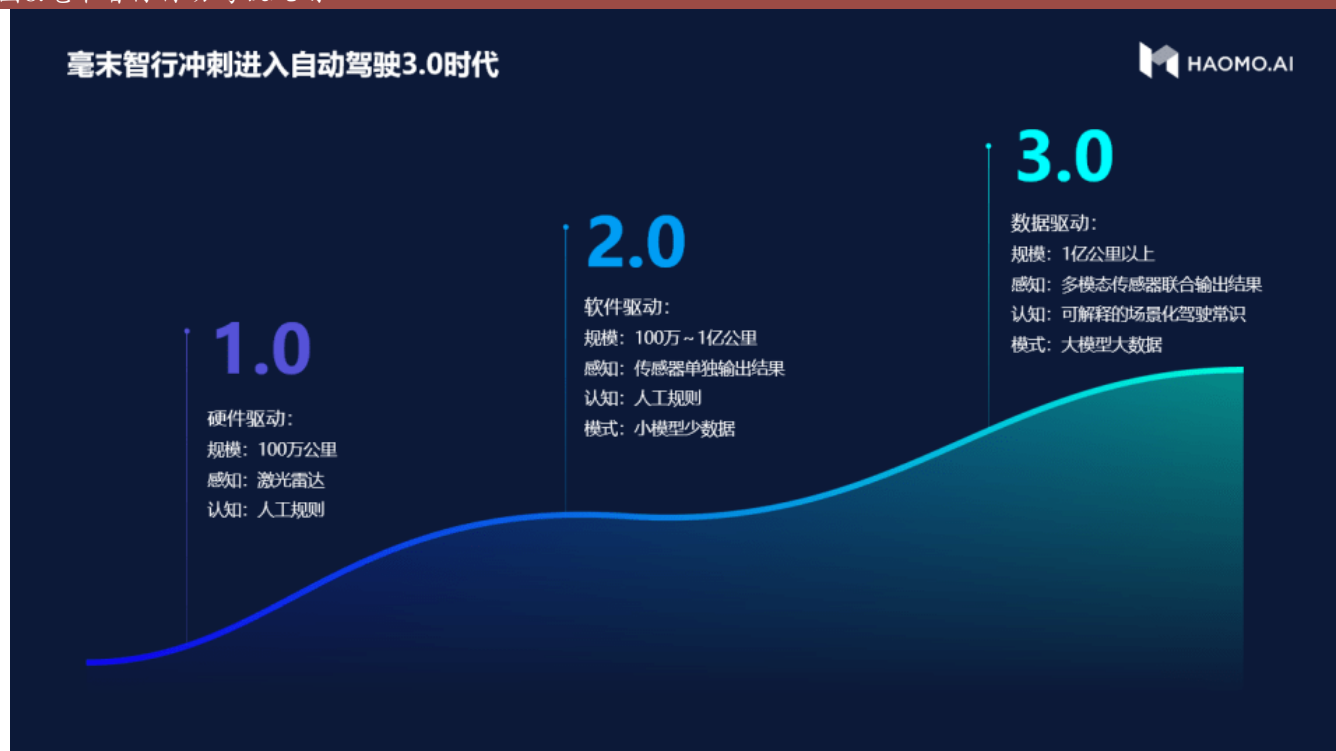 毫末智行冲刺进入自动驾驶3.0时代
HAOMO.AI
1.0
硬件驱动：
规模：100万公里
感知：激光雷达
认知：人工规则
2.0
软件驱动：
规模：100万～1亿公里
感知：传感器单独输出结果
认知：人工规则
模式：小模型少数据
3.0
数据驱动：
规模：1亿公里以上
感知：多模态传感器联合输出结果
认知：可解释的场景化驾驶常识
模式：大模型大数据